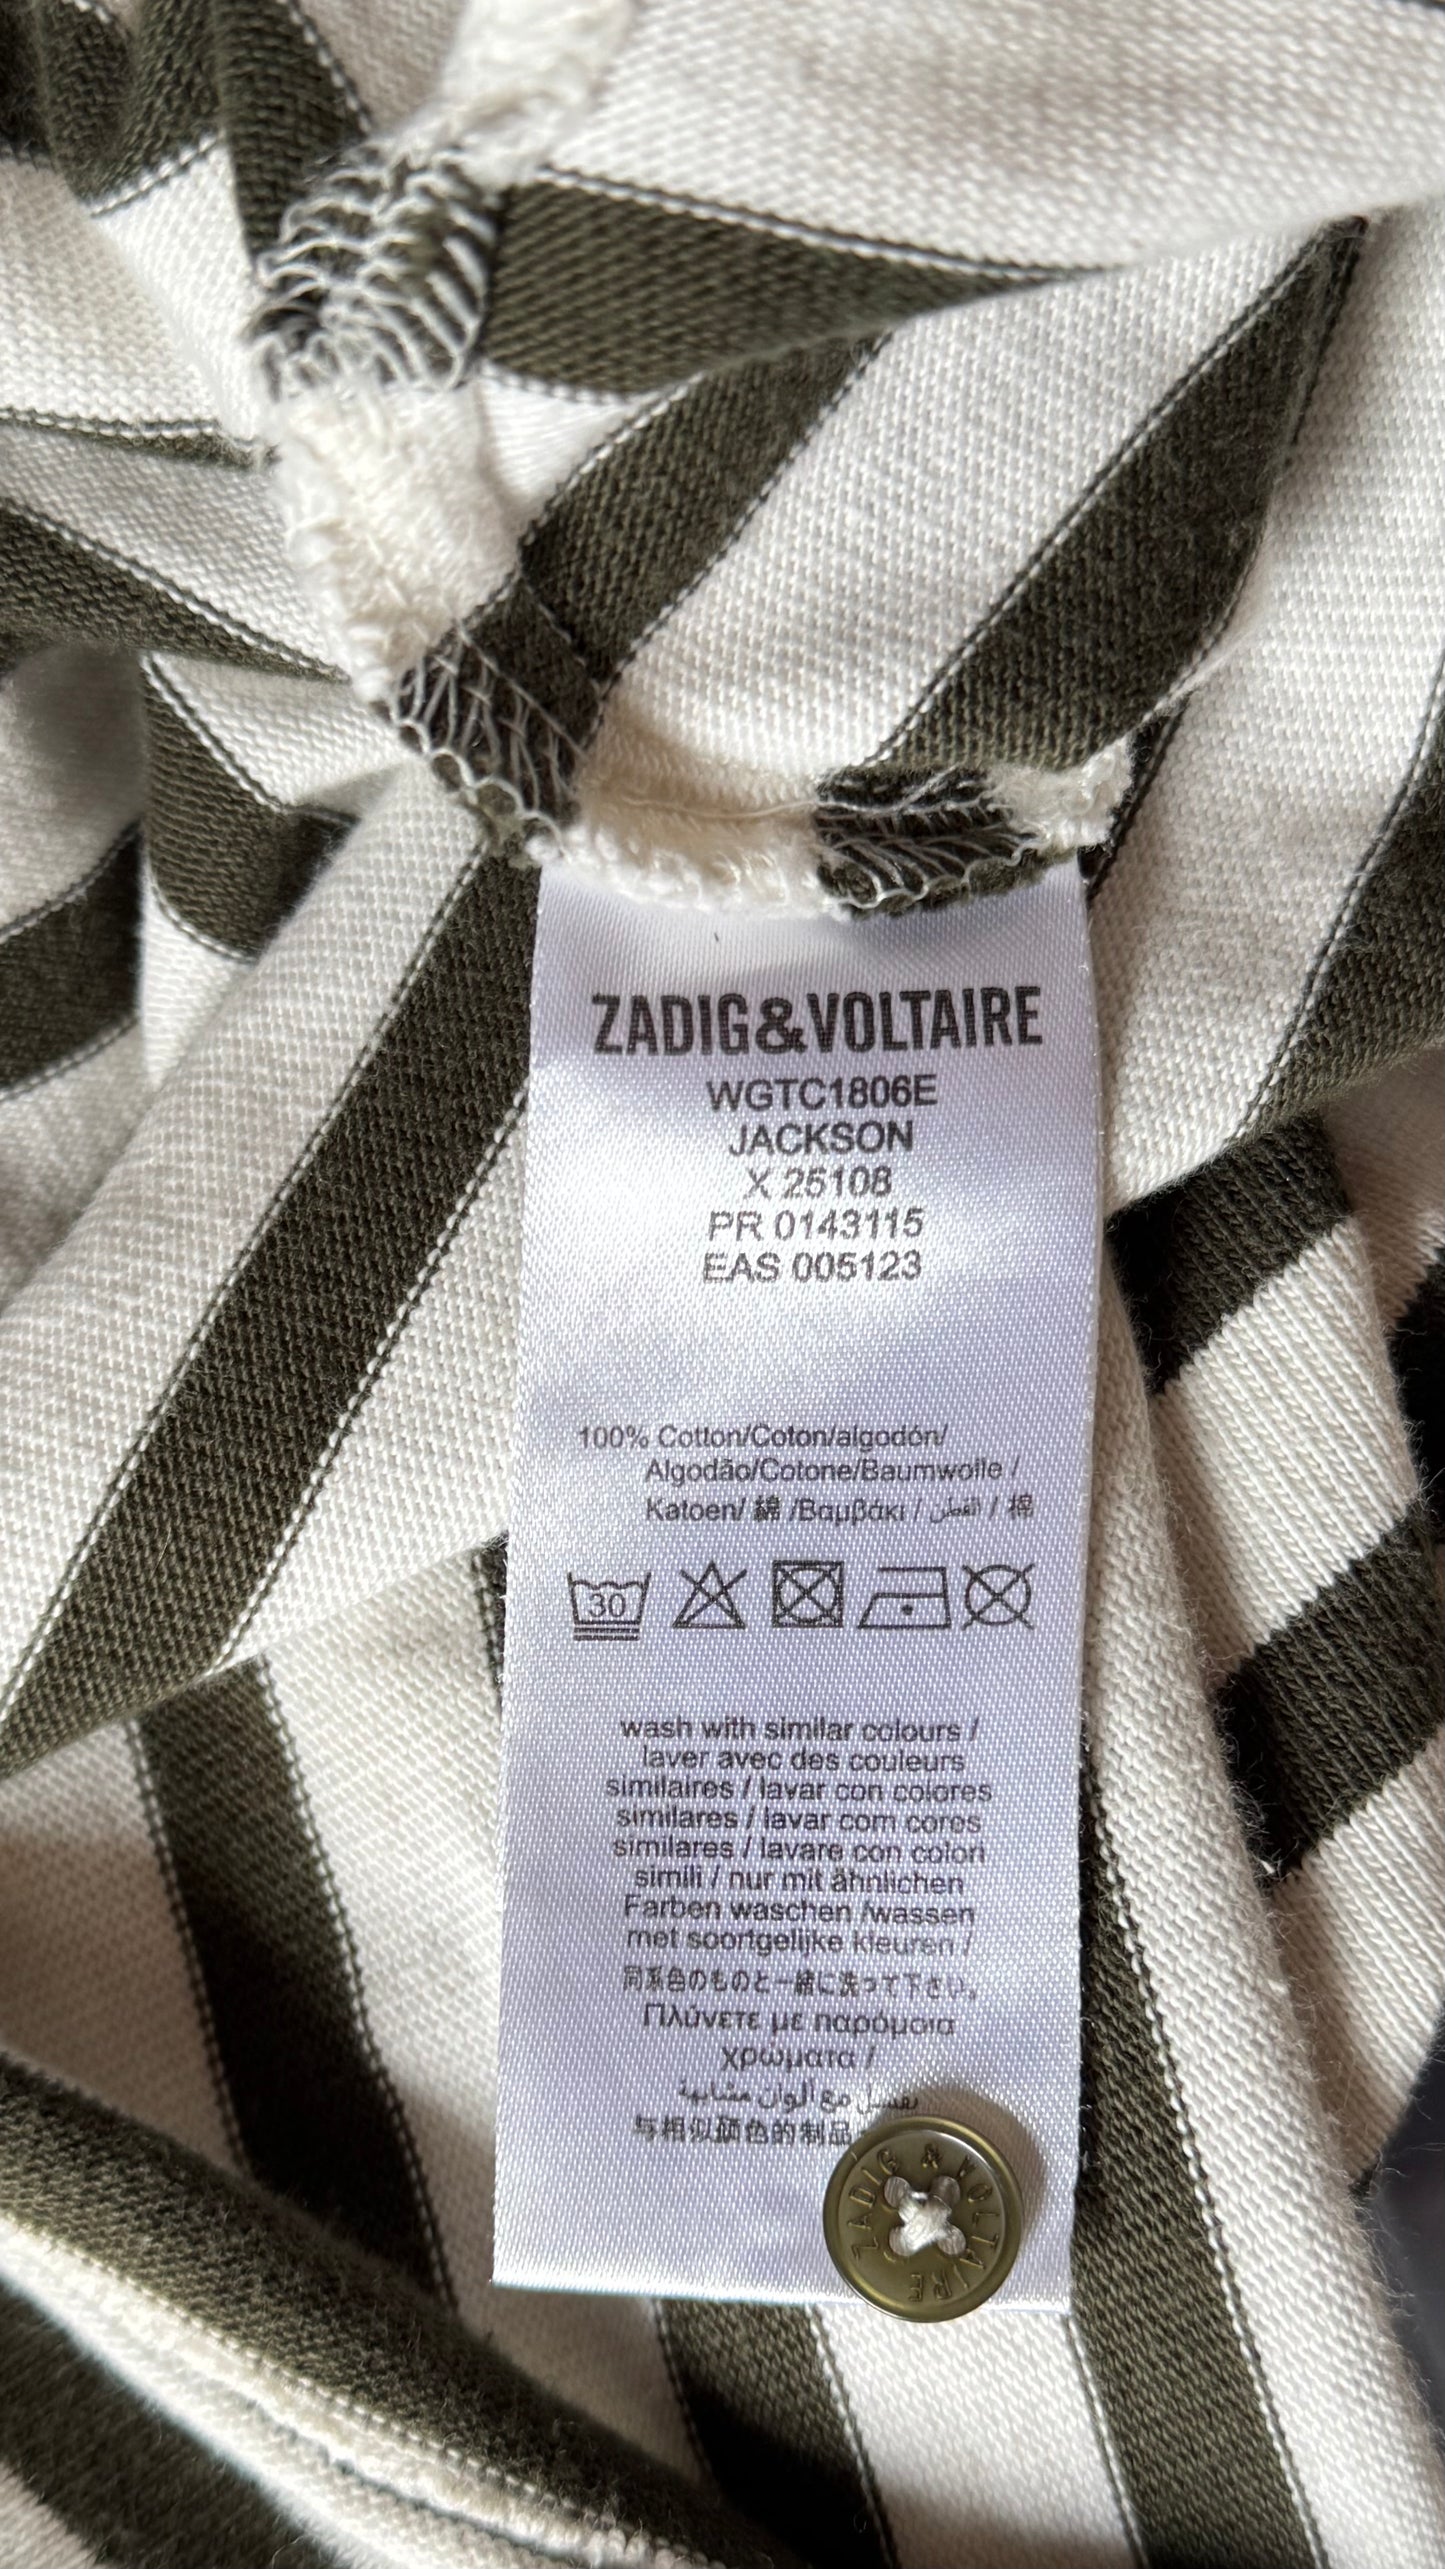 ZADIG&VOLTAIRE
WGTC1806E
JACKSON
X 25108
PR 0143115
EAS 005123
100% Cotton/Coton/algodón/
Algodão/Cotone/Baumwolle /
Katoen/ 綿 /Βαμβάκι / القطن / 棉
30
wash with similar colours /
laver avec des couleurs
similaires / lavar con colores
similares / lavar com cores
similares / lavare con colori
simili / nur mit ähnlichen
Farben waschen /wassen
met soortgelijke kleuren /
同系色のものと一緒に洗って下さい。
Πλύνετε με παρόμοια
χρώματα /
يغسل مع ألوان مشابهة
与相似颜色的制品
ZADIG & VOLTAIRE